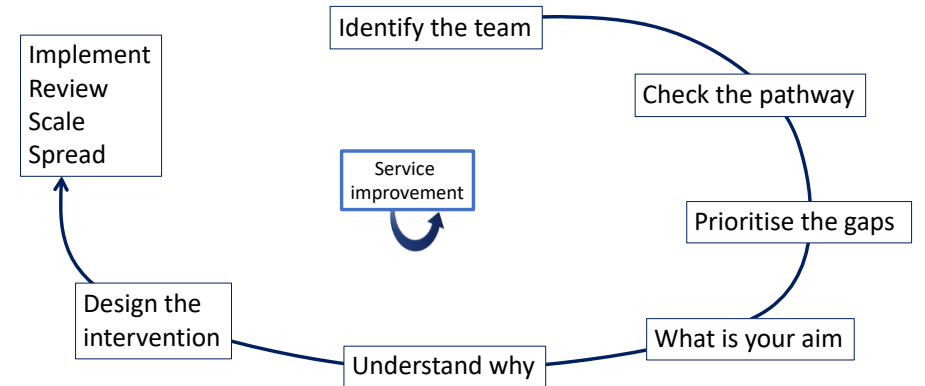 Identify the team
Check the pathway
Prioritise the gaps
What is your aim
Understand why
Design the
intervention
Implement
Review
Scale
Spread
Service
improvement